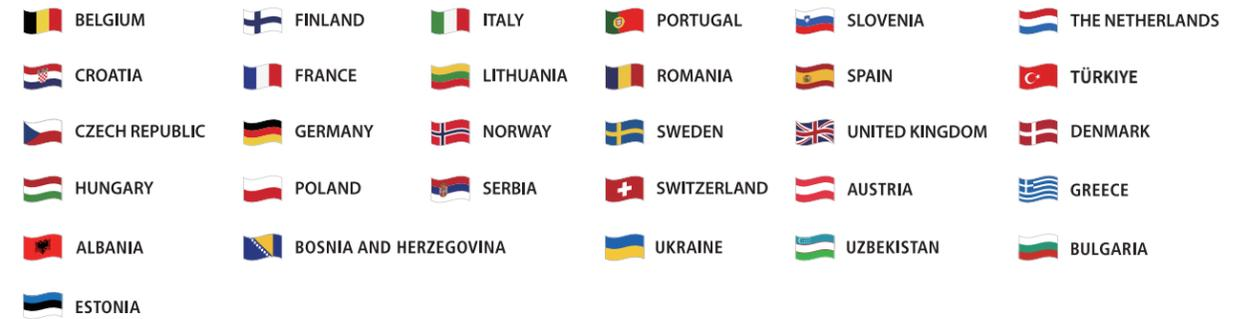 BELGIUM FINLAND ITALY PORTUGAL SLOVENIA THE NETHERLANDS
CROATIA FRANCE LITHUANIA ROMANIA SPAIN TÜRKIYE
CZECH REPUBLIC GERMANY NORWAY SWEDEN UNITED KINGDOM DENMARK
HUNGARY POLAND SERBIA SWITZERLAND AUSTRIA GREECE
ALBANIA BOSNIA AND HERZEGOVINA UKRAINE UZBEKISTAN BULGARIA
ESTONIA